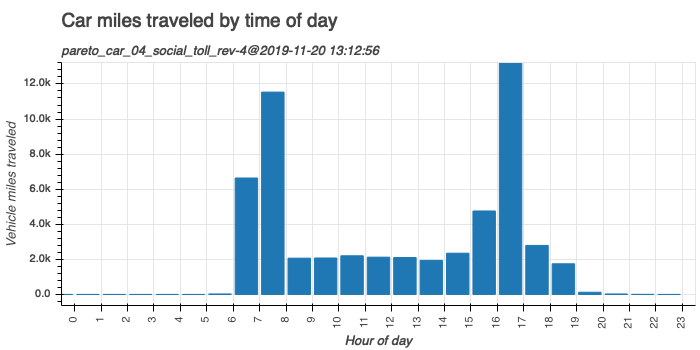 Car miles traveled by time of day
pareto_car_04_social_toll_rev-4@2019-11-20 13:12:56
Vehicle miles traveled
12.0k
10.0k
8.0k
6.0k
4.0k
2.0k
0.0
0 1 2 3 4 5 6 7 8 9 10 11 12 13 14 15 16 17 18 19 20 21 22 23
Hour of day